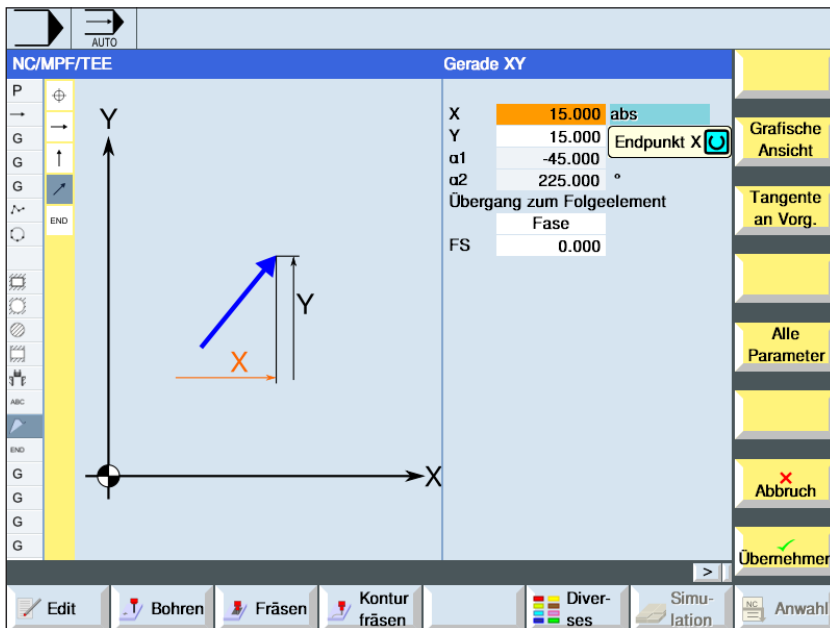 AUTO
NC/MPF/TEE
Gerade XY
P
G
G
G
END
ABC
END
G
G
G
G
Y
X
Y
X
X 15.000 abs
Y 15.000
Endpunkt X
α1 -45.000
α2 225.000 °
Übergang zum Folgeelement
Fase
FS 0.000
Grafische
Ansicht
Tangente
an Vorg.
Alle
Parameter
Abbruch
Übernehmen
>
Edit
Bohren
Fräsen
Kontur
fräsen
Diver-
ses
Simu-
lation
NC
Anwahl